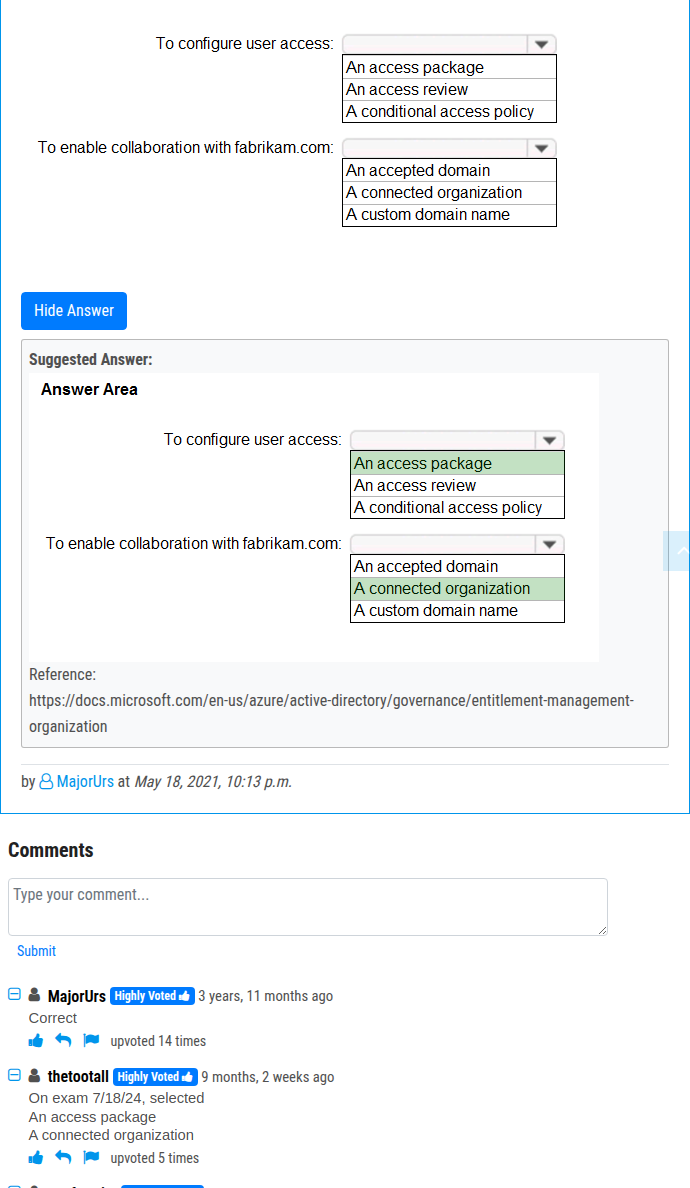 To configure user access:
An access package
An access review
A conditional access policy
To enable collaboration with fabrikam.com:
An accepted domain
A connected organization
A custom domain name
Hide Answer
Suggested Answer:
Answer Area
To configure user access:
An access package
An access review
A conditional access policy
To enable collaboration with fabrikam.com:
An accepted domain
A connected organization
A custom domain name
Reference:
https://docs.microsoft.com/en-us/azure/active-directory/governance/entitlement-management-
organization
by MajorUrs at May 18, 2021, 10:13 p.m.
Comments
Type your comment...
Submit
MajorUrs Highly Voted 3 years, 11 months ago
Correct
upvoted 14 times
thetootall Highly Voted 9 months, 2 weeks ago
On exam 7/18/24, selected
An access package
A connected organization
upvoted 5 times